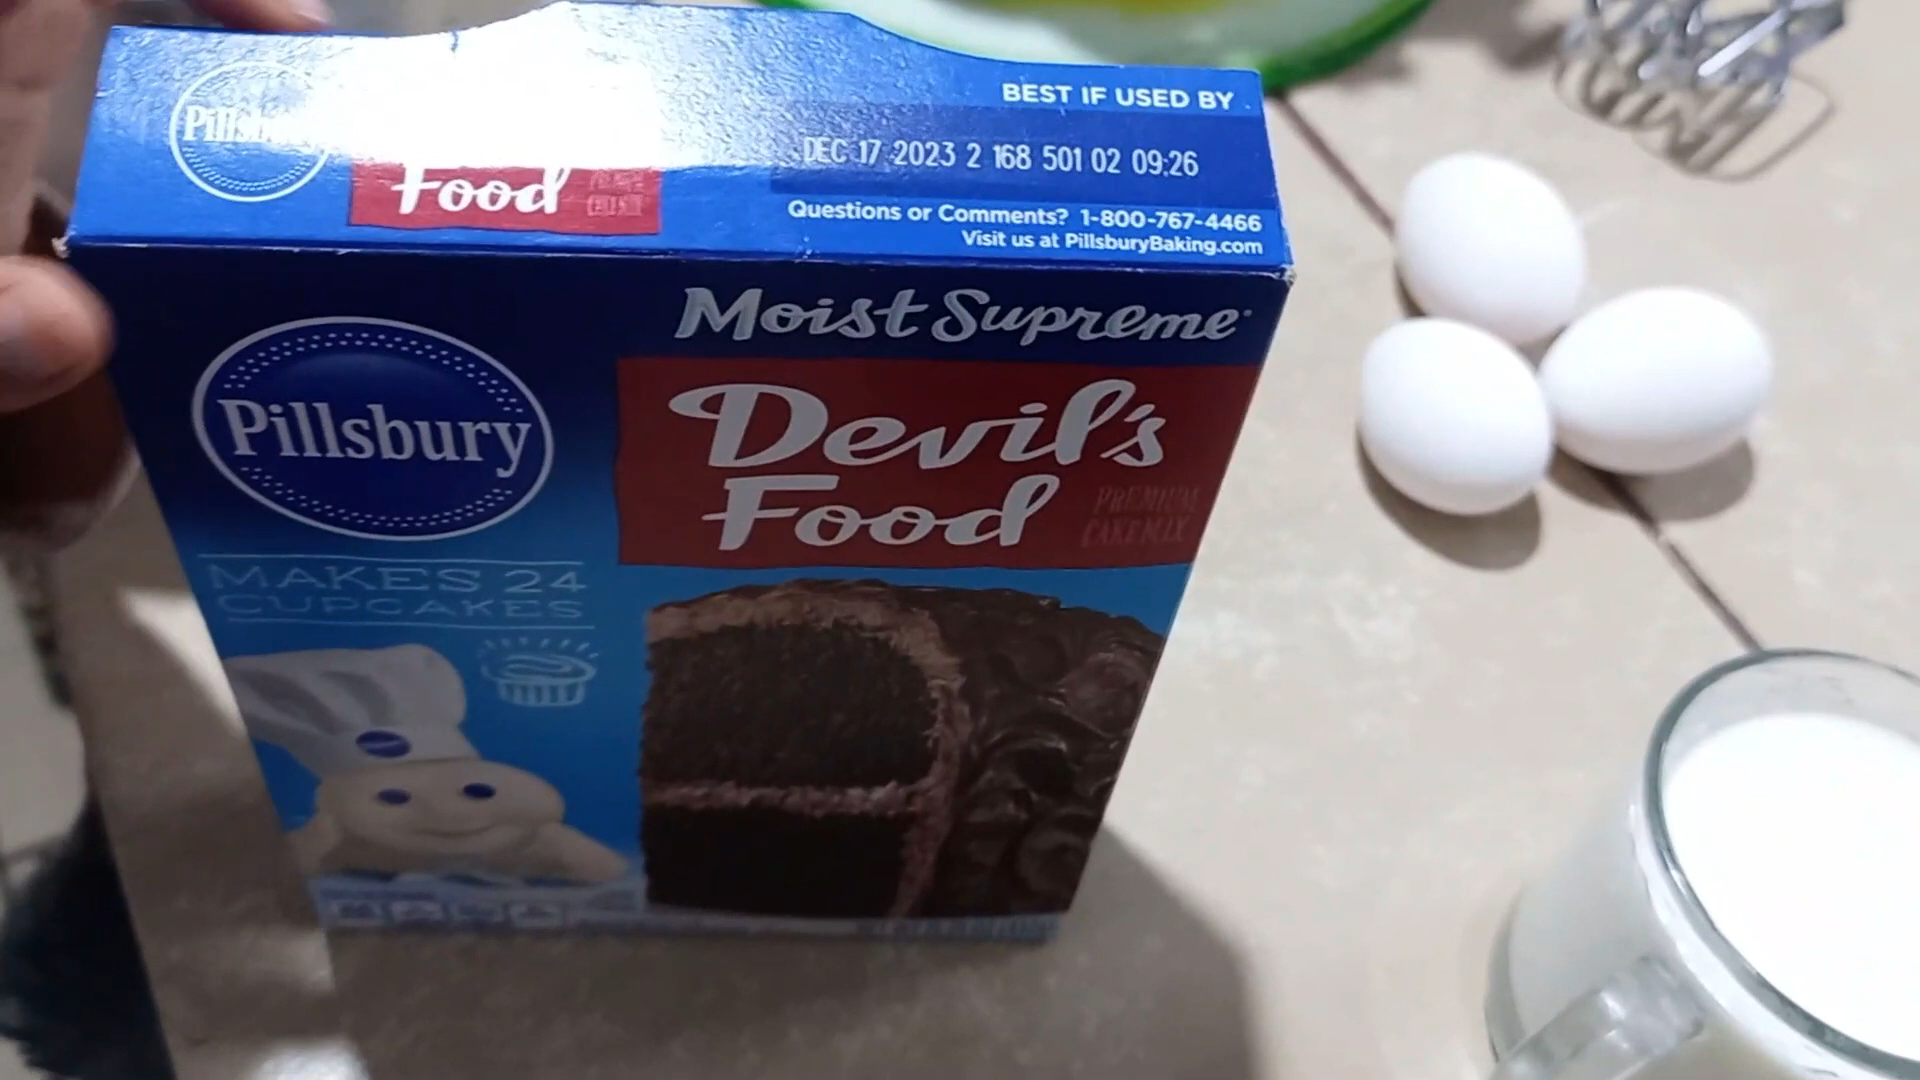 Pillsbury
Food
BEST IF USED BY
DEC 17 2023 2 168 501 02 09:26
Questions or Comments? 1-800-767-4466
Visit us at PillsburyBaking.com
Moist Supreme
Pillsbury
Devil's
Food
PREMIUM
CAKE MIX
MAKES 24
CUPCAKES